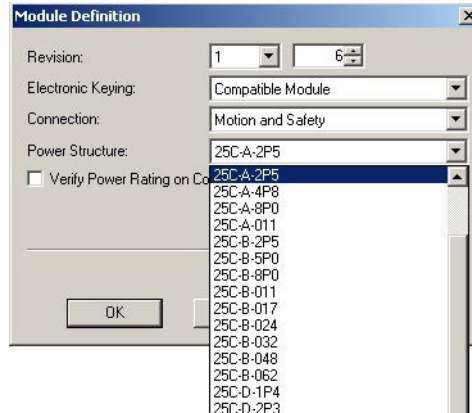 Module Definition
Revision: 1 6
Electronic Keying: Compatible Module
Connection: Motion and Safety
Power Structure: 25C-A-2P5
Verify Power Rating on Co
25C-A-2P5
25C-A-4P8
25C-A-8P0
25C-A-011
25C-B-2P5
25C-B-5P0
25C-B-8P0
25C-B-011
25C-B-017
25C-B-024
25C-B-032
25C-B-048
25C-B-062
25C-D-1P4
25C-D-2P3
OK